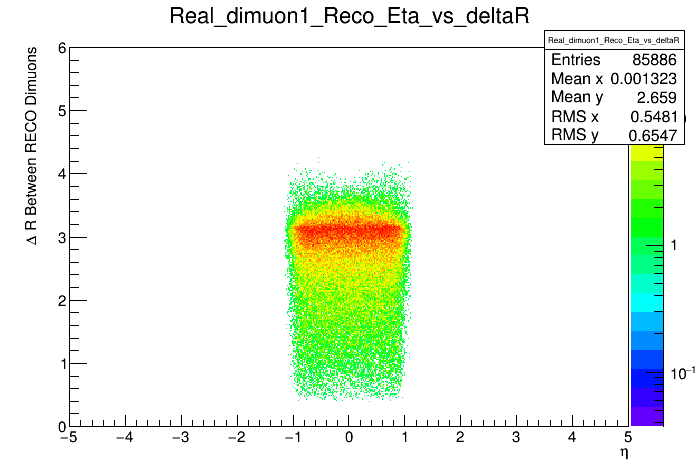 Real_dimuon1_Reco_Eta_vs_deltaR
Real_dimuon1_Reco_Eta_vs_deltaR
Entries 85886
Mean x 0.001323
Mean y 2.659
RMS x 0.5481
RMS y 0.6547
Δ R Between RECO Dimuons
6
5
4
3
2
1
0
−5 −4 −3 −2 −1 0 1 2 3 4 5
η
1
10⁻¹